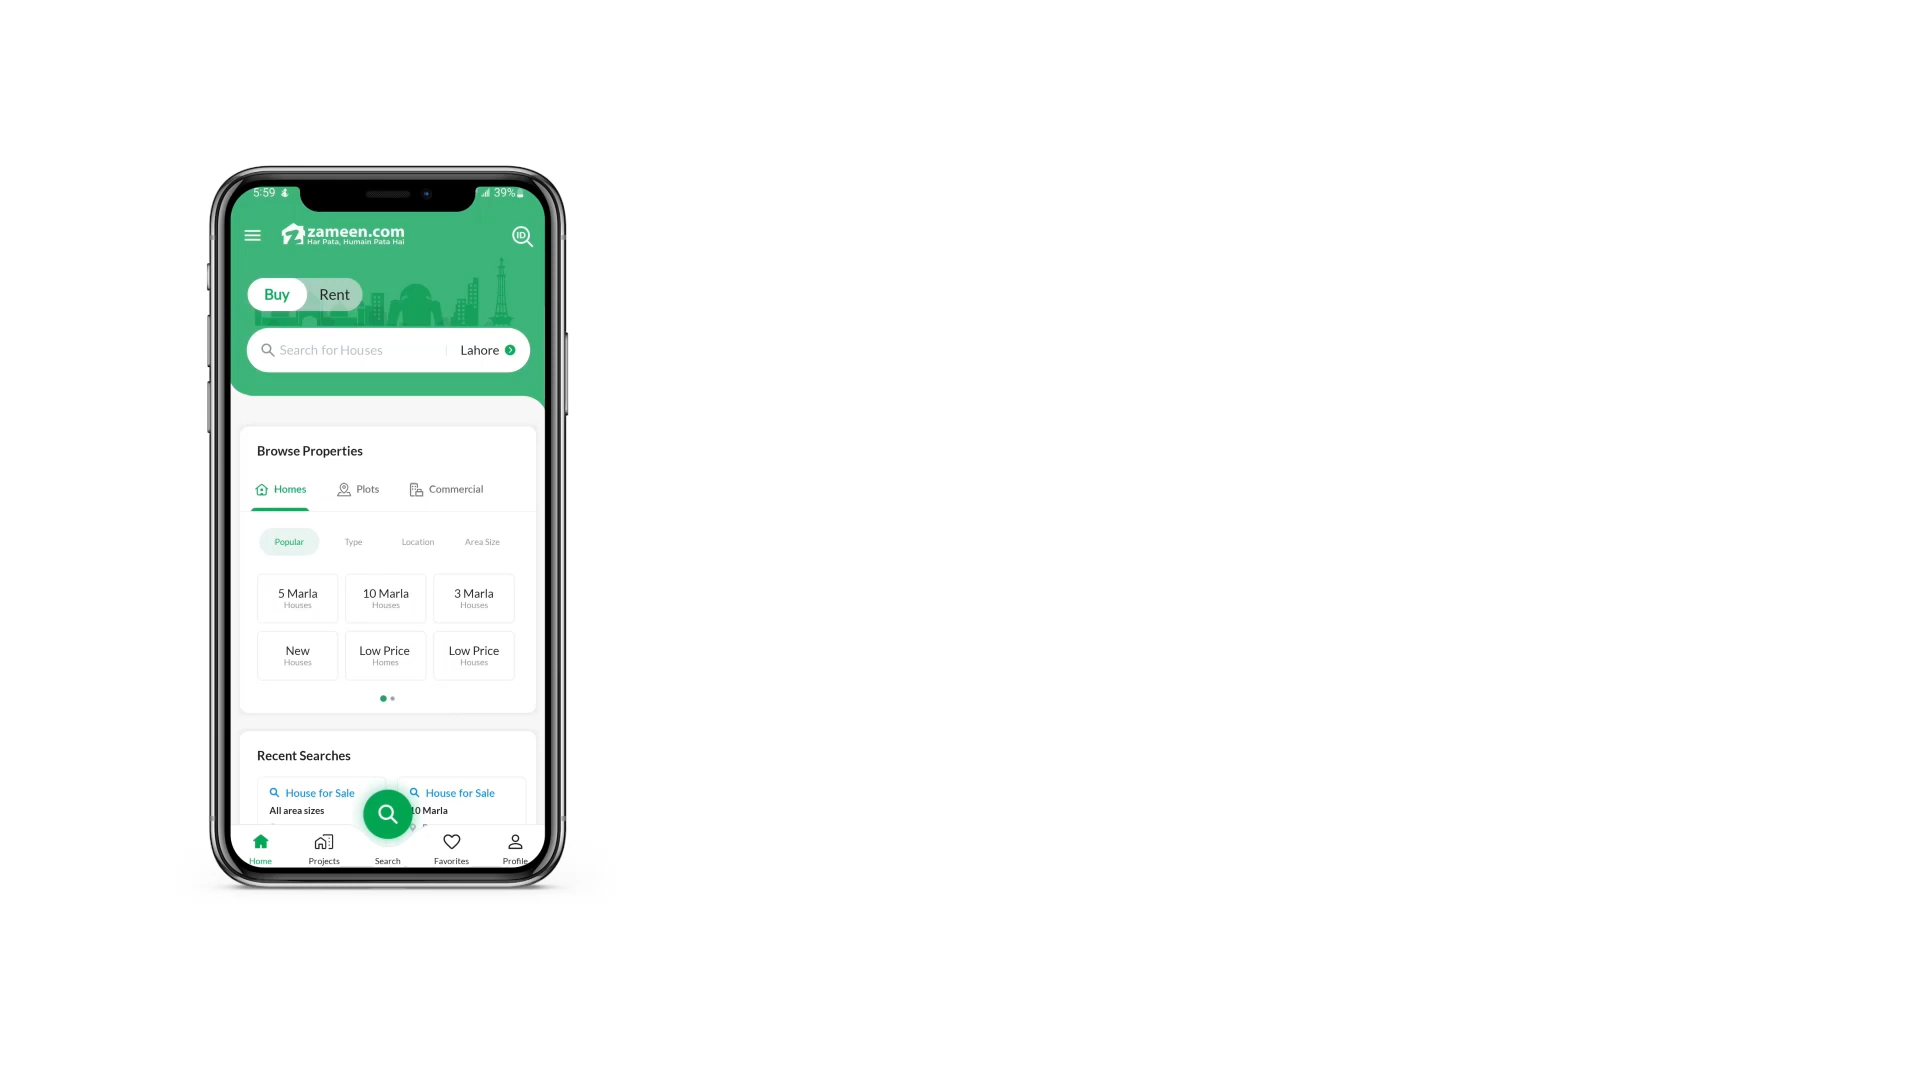 5:59
39%
zameen.com
Har Pata, Humain Pata Hai
ID
Buy Rent
Search for Houses Lahore
Browse Properties
Homes Plots Commercial
Popular Type Location Area Size
5 Marla 10 Marla 3 Marla
Houses Houses Houses
New Low Price Low Price
Houses Homes Houses
Recent Searches
House for Sale House for Sale
All area sizes 10 Marla
Home Projects Search Favorites Profile